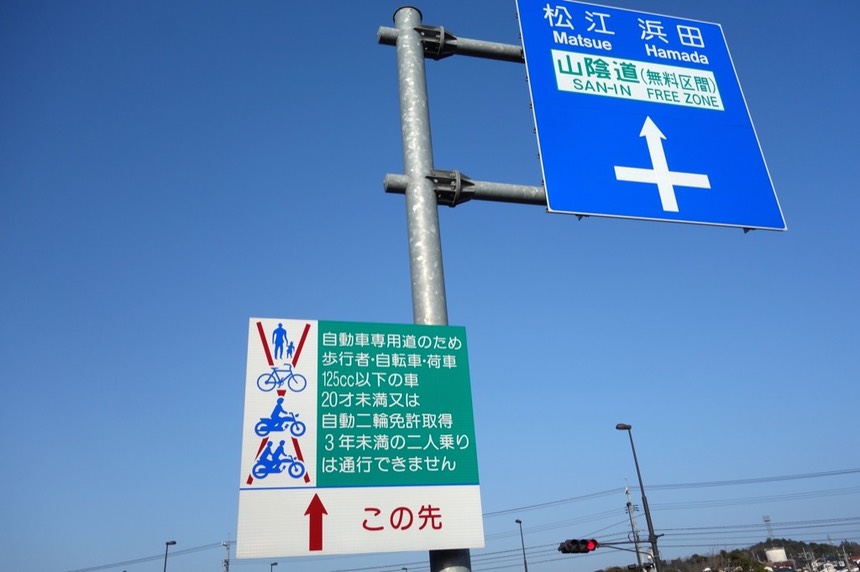 松江 浜田
Matsue Hamada
山陰道(無料区間)
SAN-IN FREE ZONE
自動車専用道のため
歩行者・自転車・荷車
125cc以下の車
20才未満又は
自動二輪免許取得
3年未満の二人乗り
は通行できません
この先